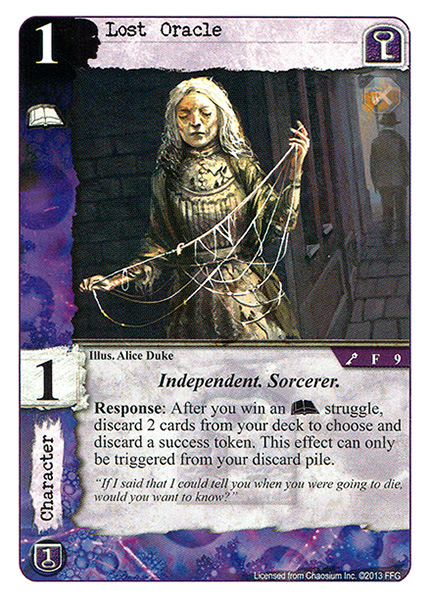 1
Lost Oracle
Illus. Alice Duke
F 9
1
Independent. Sorcerer.
Response: After you win an struggle,
discard 2 cards from your deck to choose and
discard a success token. This effect can only
be triggered from your discard pile.
"If I said that I could tell you when you were going to die,
would you want to know?"
Character
1
Licensed from Chaosium Inc. ©2013 FFG